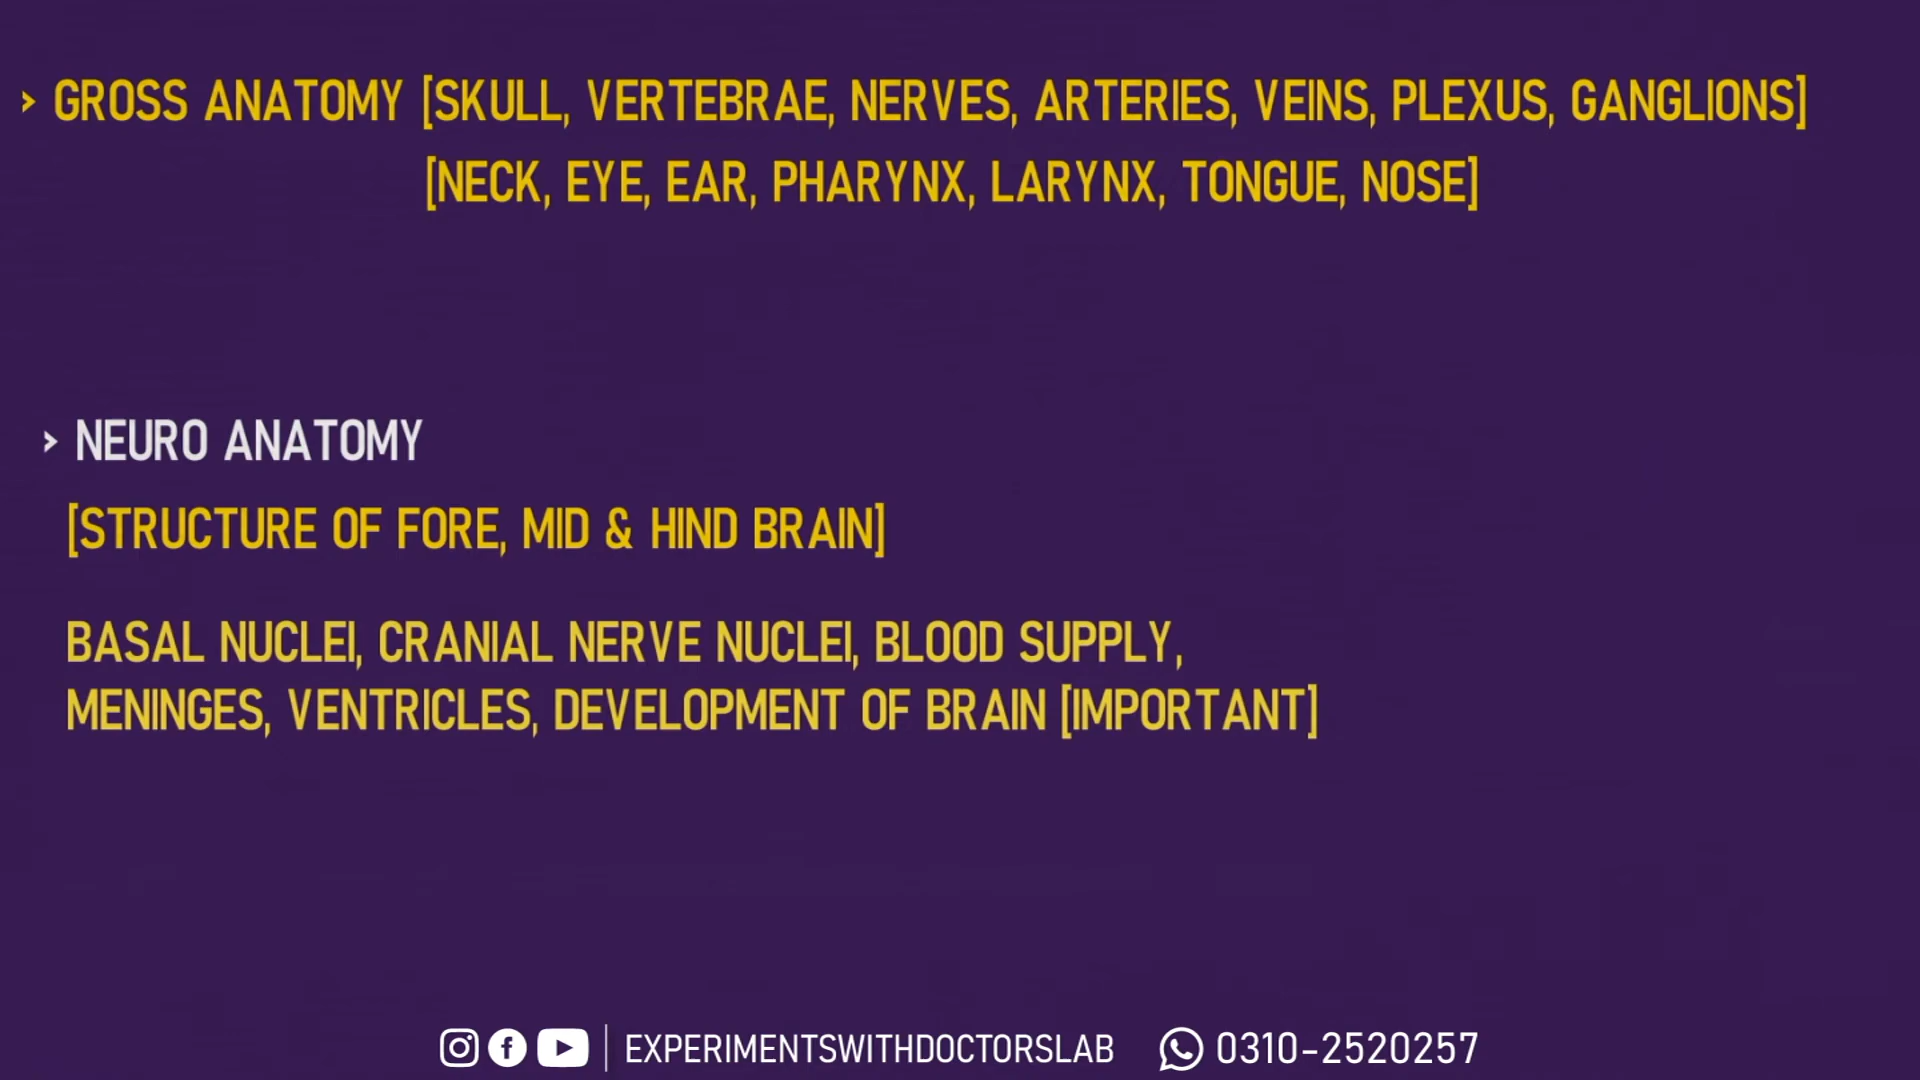 > GROSS ANATOMY [SKULL, VERTEBRAE, NERVES, ARTERIES, VEINS, PLEXUS, GANGLIONS]
[NECK, EYE, EAR, PHARYNX, LARYNX, TONGUE, NOSE]
> NEURO ANATOMY
[STRUCTURE OF FORE, MID & HIND BRAIN]
BASAL NUCLEI, CRANIAL NERVE NUCLEI, BLOOD SUPPLY,
MENINGES, VENTRICLES, DEVELOPMENT OF BRAIN [IMPORTANT]
EXPERIMENTSWITHDOCTORSLAB 0310-2520257